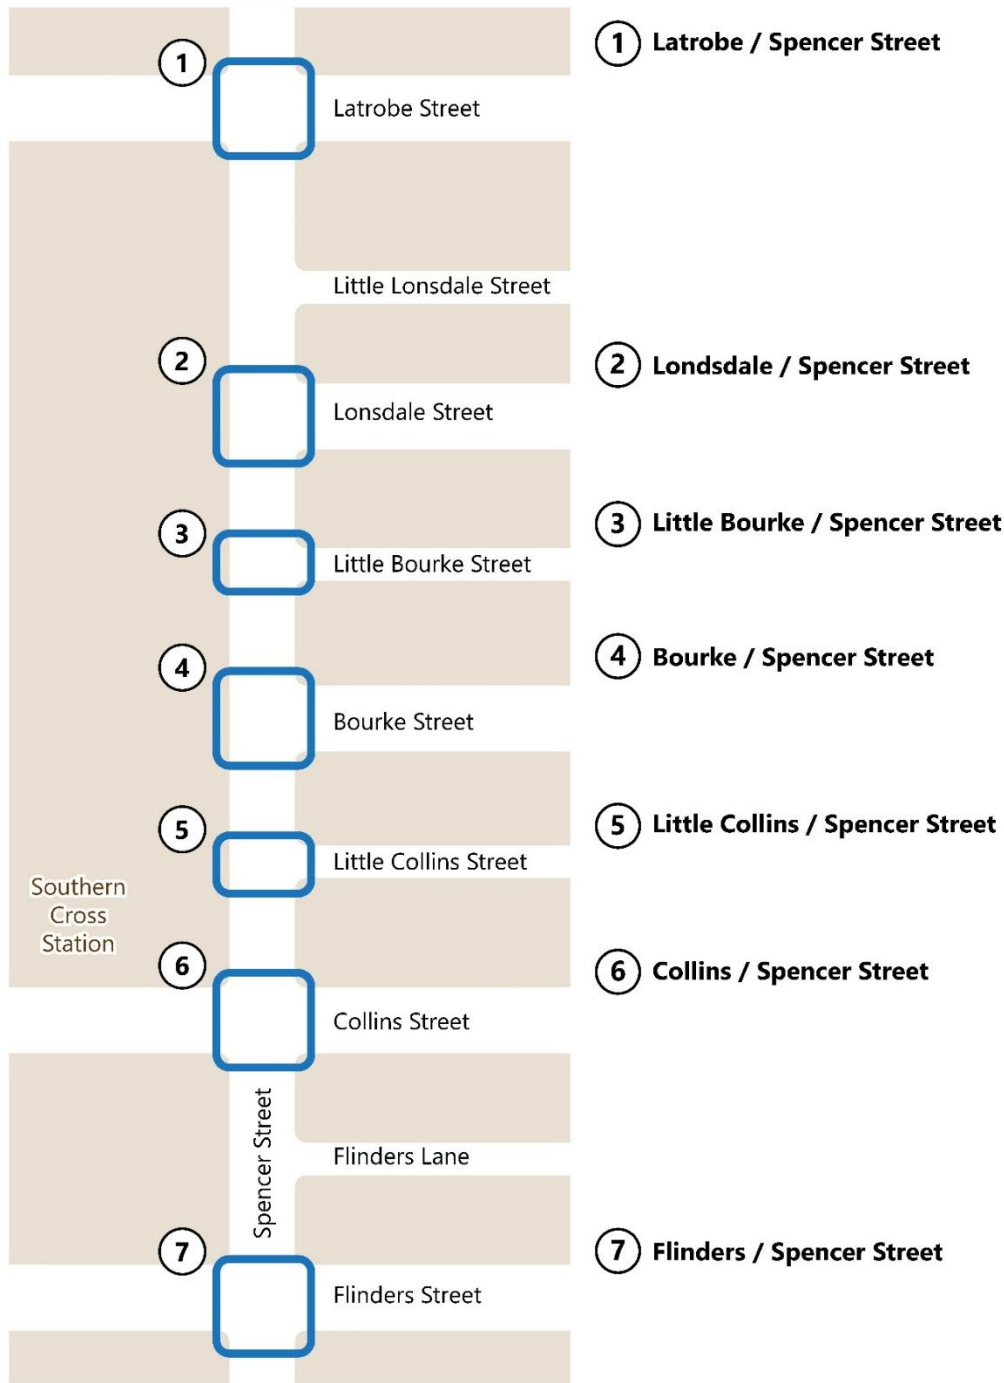 1 Latrobe / Spencer Street
1
Latrobe Street
Little Lonsdale Street
2
2 Londsdale / Spencer Street
Lonsdale Street
3 Little Bourke / Spencer Street
3
Little Bourke Street
4
4 Bourke / Spencer Street
Bourke Street
5
5 Little Collins / Spencer Street
Little Collins Street
Southern
Cross
Station
6
6 Collins / Spencer Street
Collins Street
Spencer Street
Flinders Lane
7
7 Flinders / Spencer Street
Flinders Street